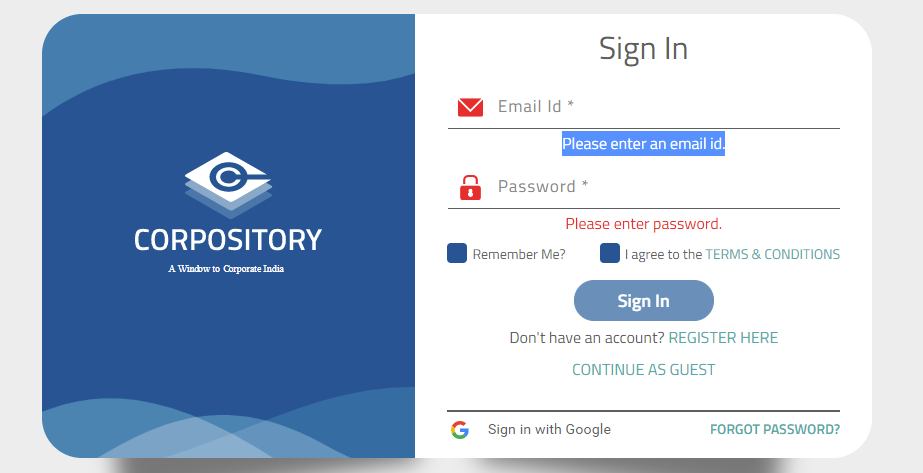 Sign In
Email Id *
Please enter an email id.
Password *
Please enter password.
Remember Me? I agree to the TERMS & CONDITIONS
Sign In
Don't have an account? REGISTER HERE
CONTINUE AS GUEST
Sign in with Google FORGOT PASSWORD?
CORPOSITORY
A Window to Corporate India